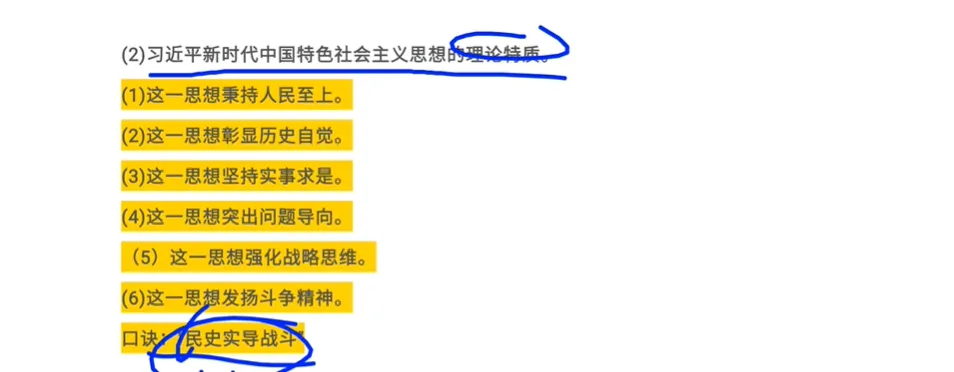 (2)习近平新时代中国特色社会主义思想的理论特质。
(1)这一思想秉持人民至上。
(2)这一思想彰显历史自觉。
(3)这一思想坚持实事求是。
(4)这一思想突出问题导向。
（5）这一思想强化战略思维。
(6)这一思想发扬斗争精神。
口诀：“民史实导战斗”